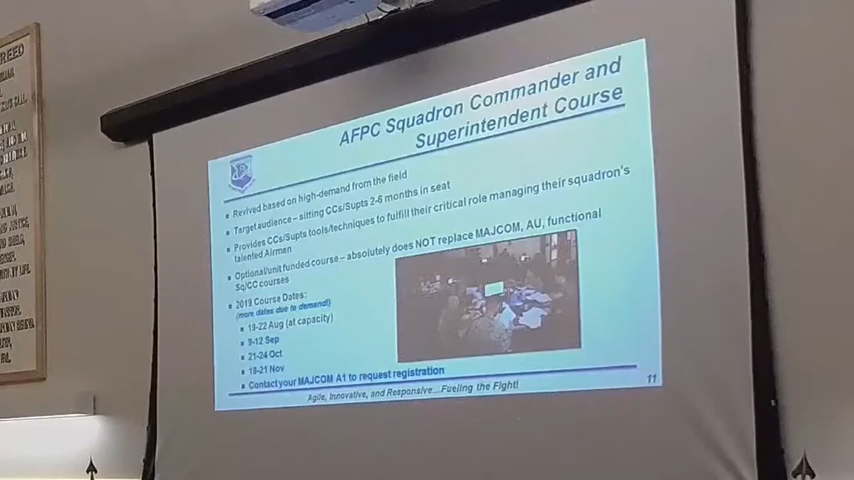 AFPC Squadron Commander and
Superintendent Course
Revived based on high-demand from the field
Target audience – sitting CCs/Supts 2-6 months in seat
Provides CCs/Supts tools/techniques to fulfill their critical role managing their squadron's
talented Airmen
Optional/unit funded course – absolutely does NOT replace MAJCOM, AU, functional
Sq/CC courses
2019 Course Dates:
(more dates due to demand!)
19-22 Aug (at capacity)
9-12 Sep
21-24 Oct
18-21 Nov
Contact your MAJCOM A1 to request registration
Agile, Innovative, and Responsive…Fueling the Fight!
11
REED
CALL